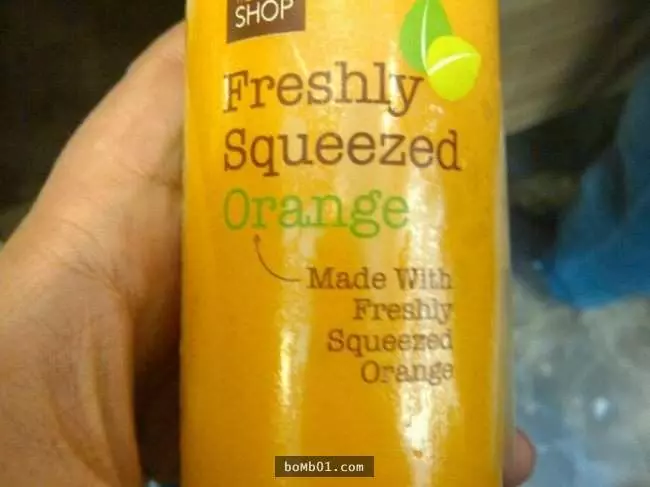 SHOP
Freshly
Squeezed
Orange
Made With
Freshly
Squeezed
Orange
boMb01.com